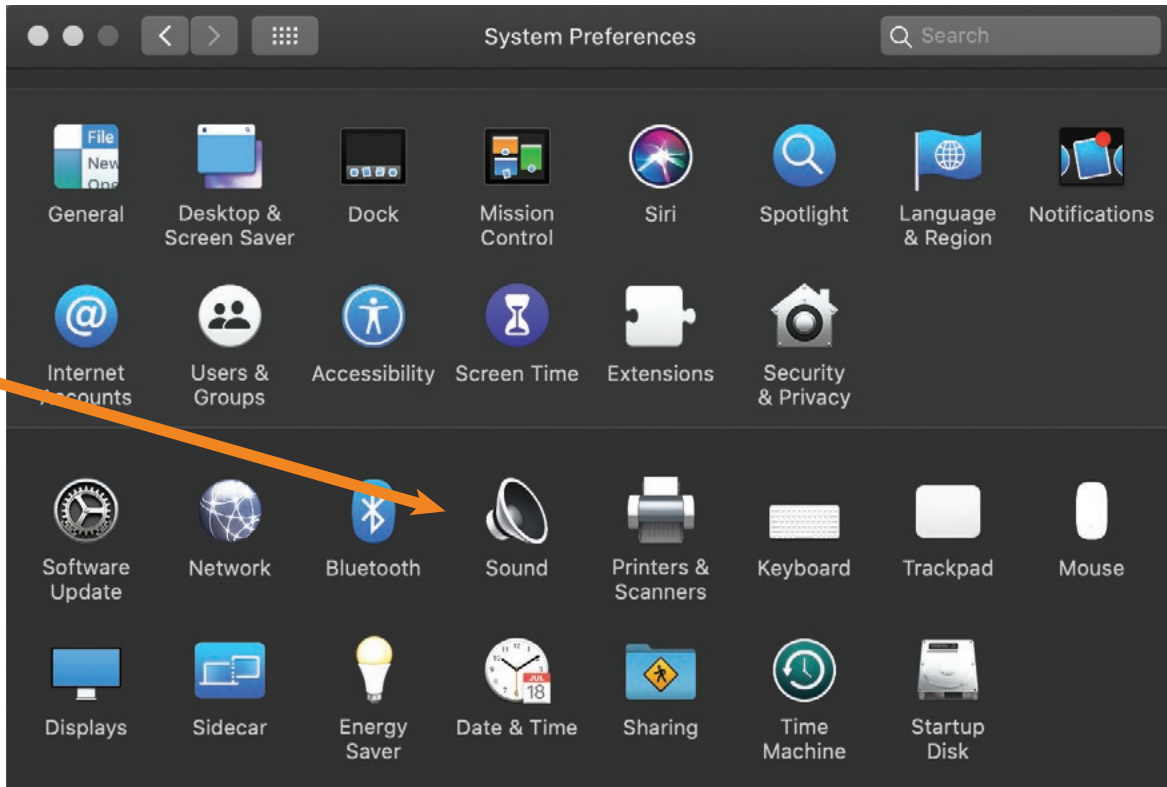 System Preferences
Search
File
New
General
Desktop &
Screen Saver
Dock
Mission
Control
Siri
Spotlight
Language
& Region
Notifications
Internet
Accounts
Users &
Groups
Accessibility
Screen Time
Extensions
Security
& Privacy
Software
Update
Network
Bluetooth
Sound
Printers &
Scanners
Keyboard
Trackpad
Mouse
Displays
Sidecar
Energy
Saver
JUL
18
Date & Time
Sharing
Time
Machine
Startup
Disk